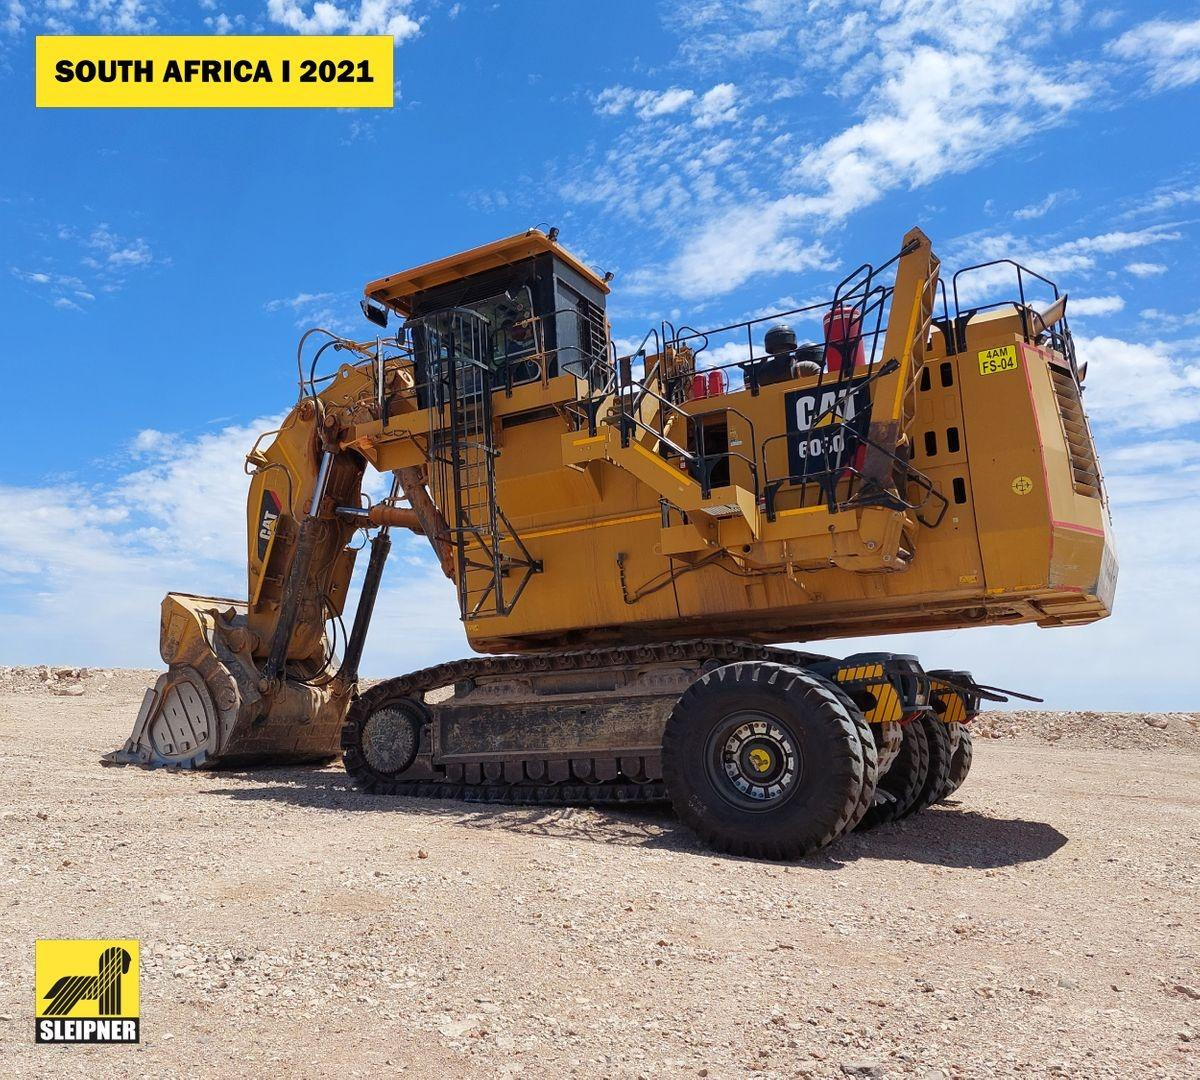 SOUTH AFRICA I 2021
4AM
FS-04
CAT
CAT
SLEIPNER